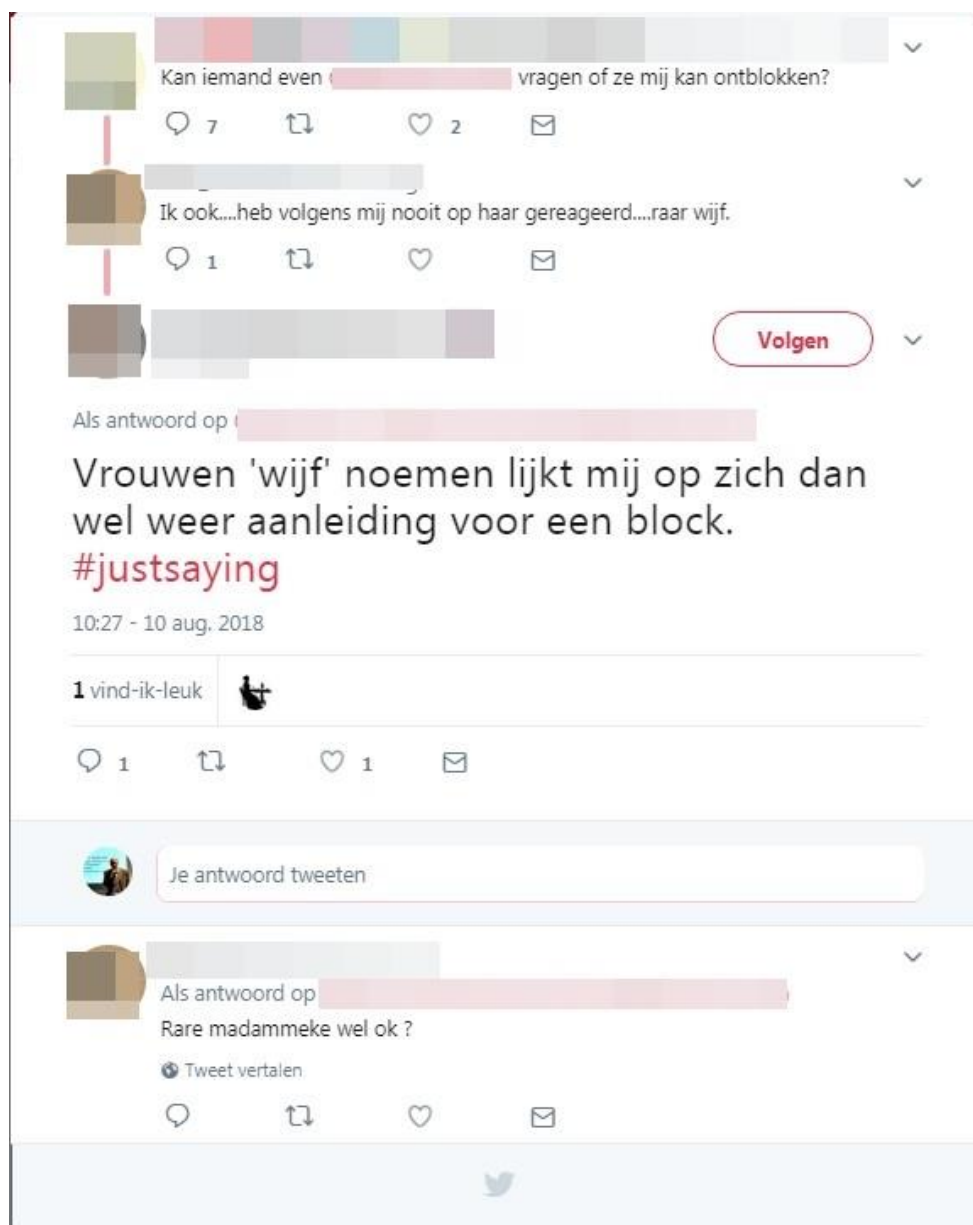 Kan iemand even vragen of ze mij kan ontblokken?
7 2
Ik ook....heb volgens mij nooit op haar gereageerd....raar wijf.
1
Volgen
Als antwoord op
Vrouwen 'wijf' noemen lijkt mij op zich dan
wel weer aanleiding voor een block.
#justsaying
10:27 - 10 aug. 2018
1 vind-ik-leuk
1 1
Je antwoord tweeten
Als antwoord op
Rare madammeke wel ok ?
Tweet vertalen